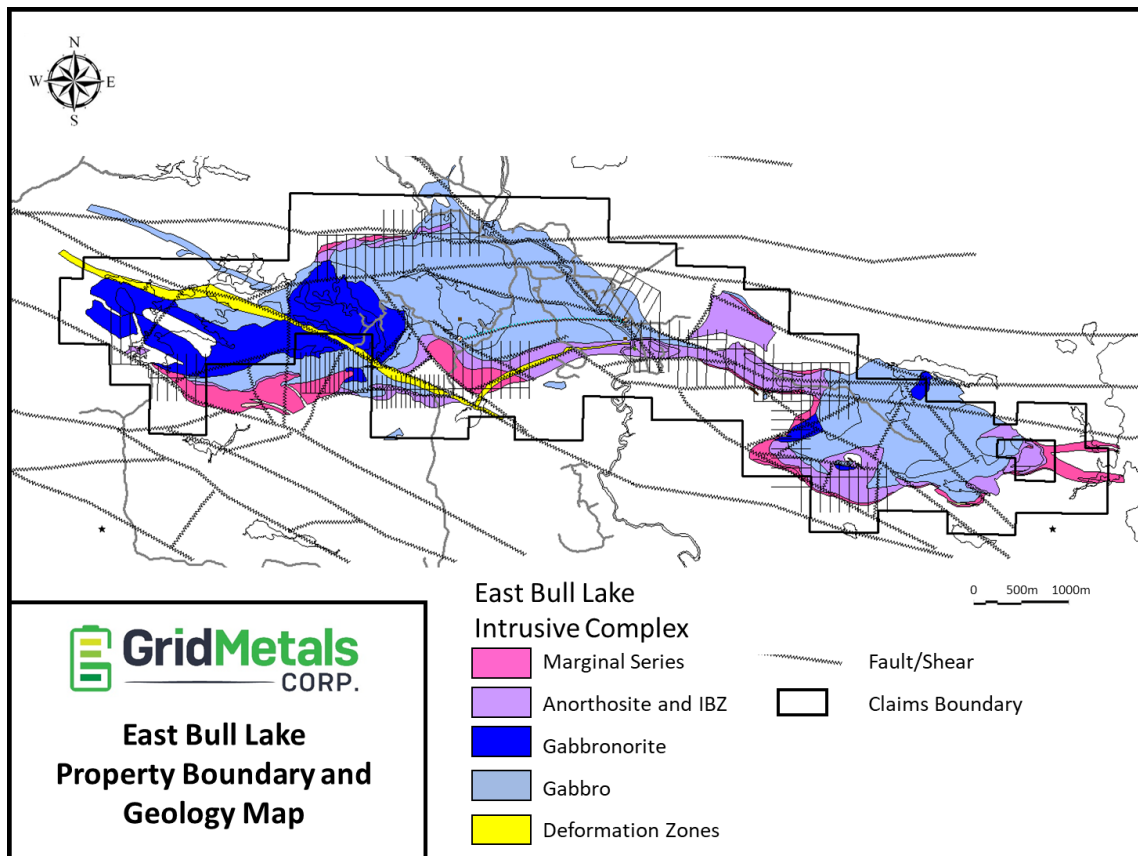 N
W E
S
0 500m 1000m
East Bull Lake
Intrusive Complex
Marginal Series
Anorthosite and IBZ
Gabbronorite
Gabbro
Deformation Zones
Fault/Shear
Claims Boundary
GridMetals
CORP.
East Bull Lake
Property Boundary and
Geology Map